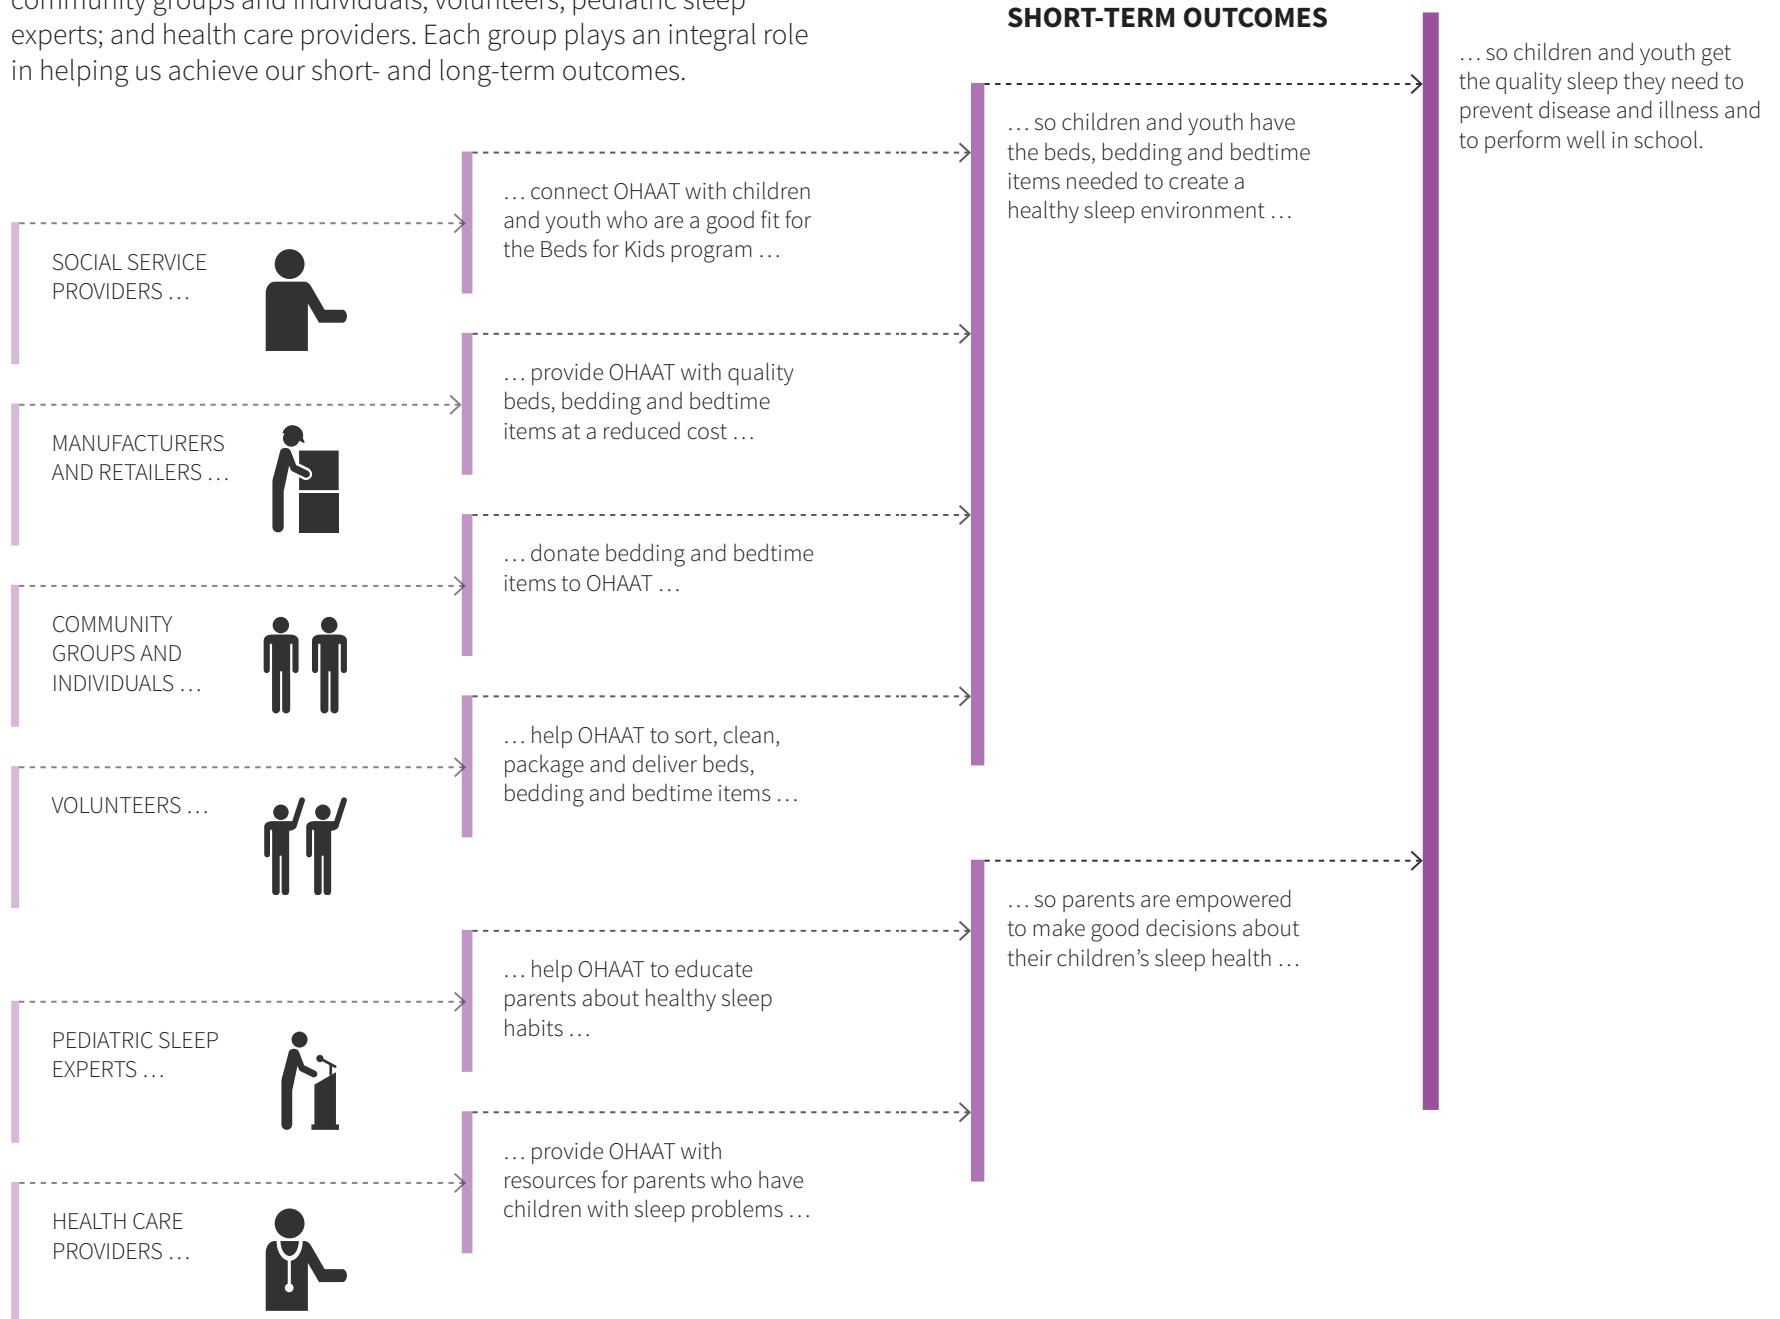 community groups and individuals; volunteers; pediatric sleep
experts; and health care providers. Each group plays an integral role
in helping us achieve our short- and long-term outcomes.
SOCIAL SERVICE
PROVIDERS …
… connect OHAAT with children
and youth who are a good fit for
the Beds for Kids program …
MANUFACTURERS
AND RETAILERS …
… provide OHAAT with quality
beds, bedding and bedtime
items at a reduced cost …
COMMUNITY
GROUPS AND
INDIVIDUALS …
… donate bedding and bedtime
items to OHAAT …
VOLUNTEERS …
… help OHAAT to sort, clean,
package and deliver beds,
bedding and bedtime items …
PEDIATRIC SLEEP
EXPERTS …
… help OHAAT to educate
parents about healthy sleep
habits …
HEALTH CARE
PROVIDERS …
… provide OHAAT with
resources for parents who have
children with sleep problems …
SHORT-TERM OUTCOMES
… so children and youth have
the beds, bedding and bedtime
items needed to create a
healthy sleep environment …
… so parents are empowered
to make good decisions about
their children’s sleep health …
… so children and youth get
the quality sleep they need to
prevent disease and illness and
to perform well in school.